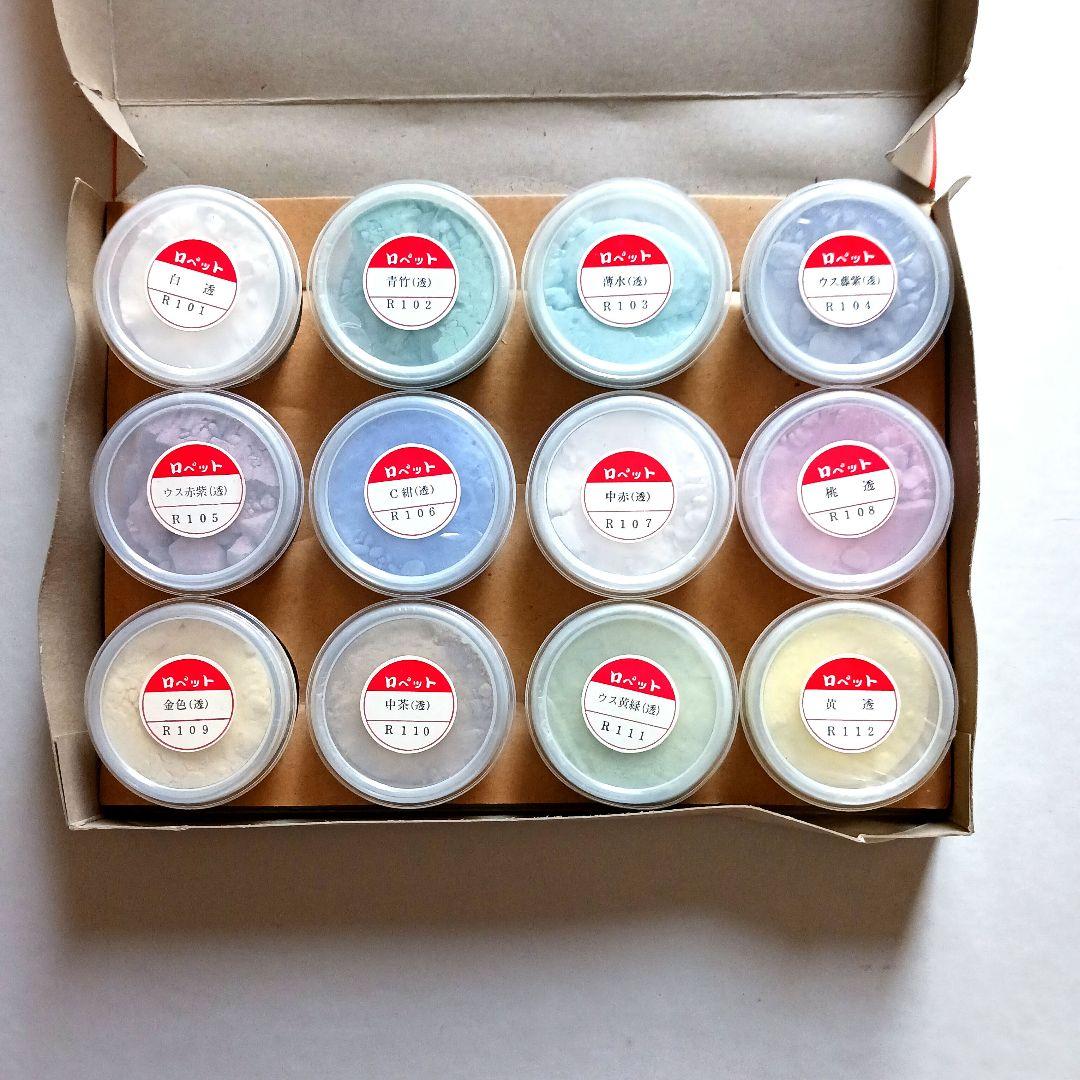 ロペット
白 透
R101
ロペット
青竹(透)
R102
ロペット
薄水(透)
R103
ロペット
ウス藤紫(透)
R104
ロペット
ウス赤紫(透)
R105
ロペット
C紺(透)
R106
ロペット
中赤(透)
R107
ロペット
桃 透
R108
ロペット
金色(透)
R109
ロペット
中茶(透)
R110
ロペット
ウス黄緑(透)
R111
ロペット
黄 透
R112